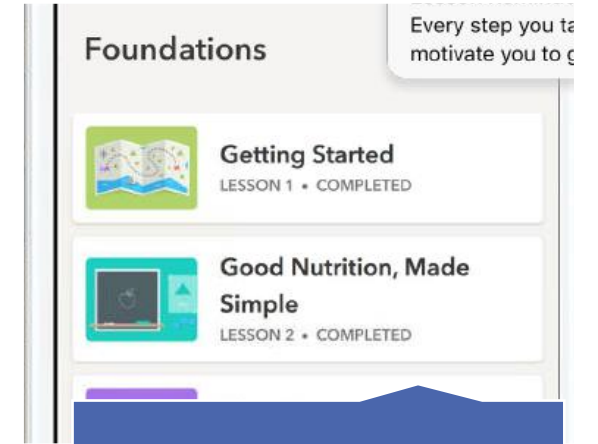 Every step you
motivate you to
Foundations
Getting Started
LESSON 1 • COMPLETED
Good Nutrition, Made
Simple
LESSON 2 • COMPLETED